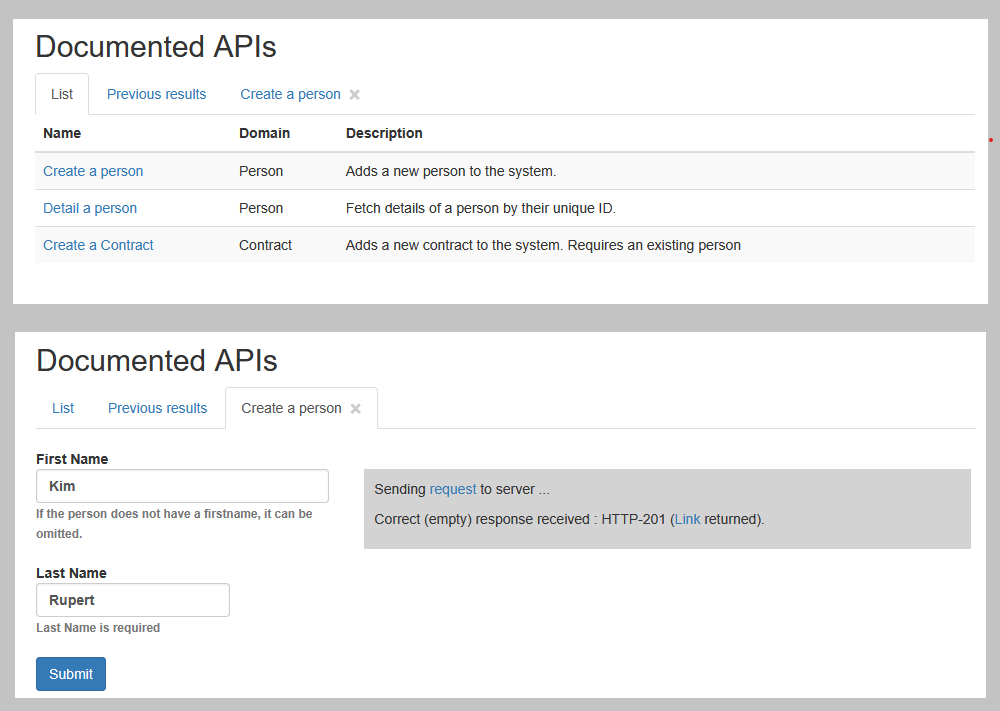 Documented APIs
List Previous results Create a person ×
Name Domain Description
Create a person Person Adds a new person to the system.
Detail a person Person Fetch details of a person by their unique ID.
Create a Contract Contract Adds a new contract to the system. Requires an existing person
Documented APIs
List Previous results Create a person ×
First Name
Kim
If the person does not have a firstname, it can be
omitted.
Sending request to server ...
Correct (empty) response received : HTTP-201 (Link returned).
Last Name
Rupert
Last Name is required
Submit